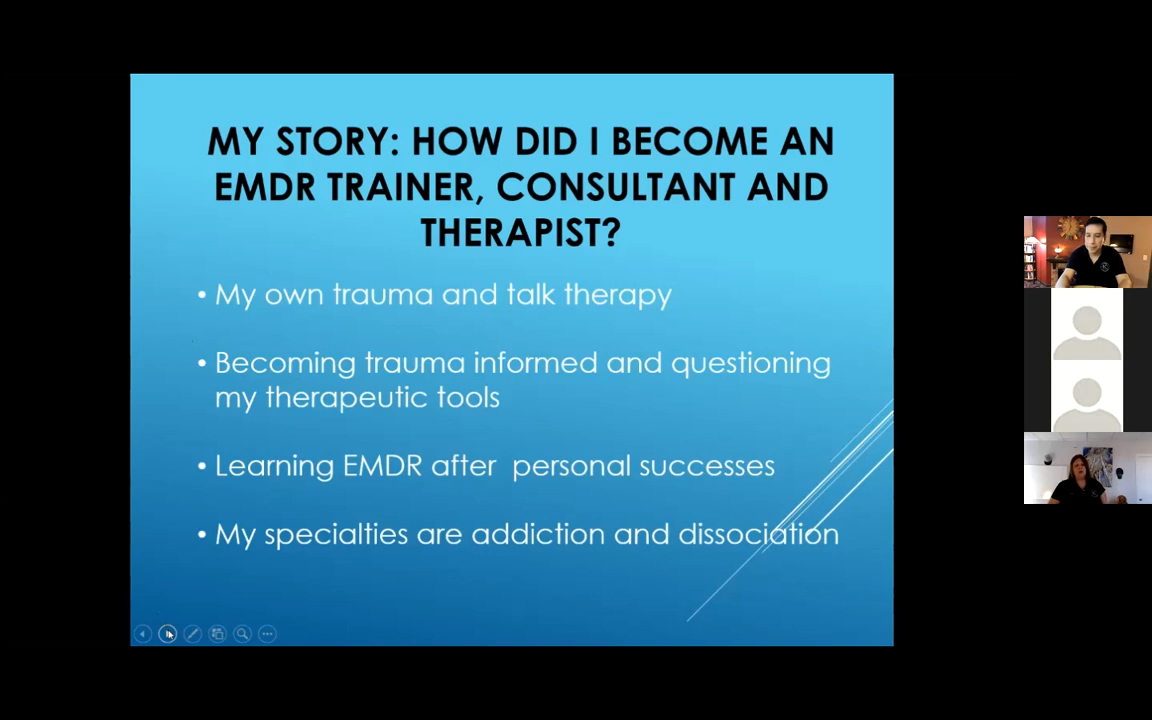 MY STORY: HOW DID I BECOME AN
EMDR TRAINER, CONSULTANT AND
THERAPIST?
• My own trauma and talk therapy
• Becoming trauma informed and questioning
my therapeutic tools
• Learning EMDR after  personal successes
• My specialties are addiction and dissociation